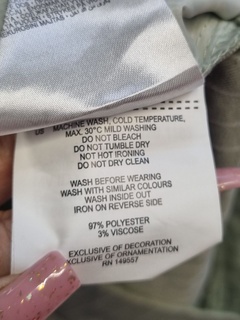 US MACHINE WASH, COLD TEMPERATURE,
MAX. 30°C MILD WASHING
DO NOT BLEACH
DO NOT TUMBLE DRY
NOT HOT IRONING
DO NOT DRY CLEAN
WASH BEFORE WEARING
WASH WITH SIMILAR COLOURS
WASH INSIDE OUT
IRON ON REVERSE SIDE
97% POLYESTER
3% VISCOSE
EXCLUSIVE OF DECORATION
EXCLUSIVE OF ORNAMENTATION
RN 149557